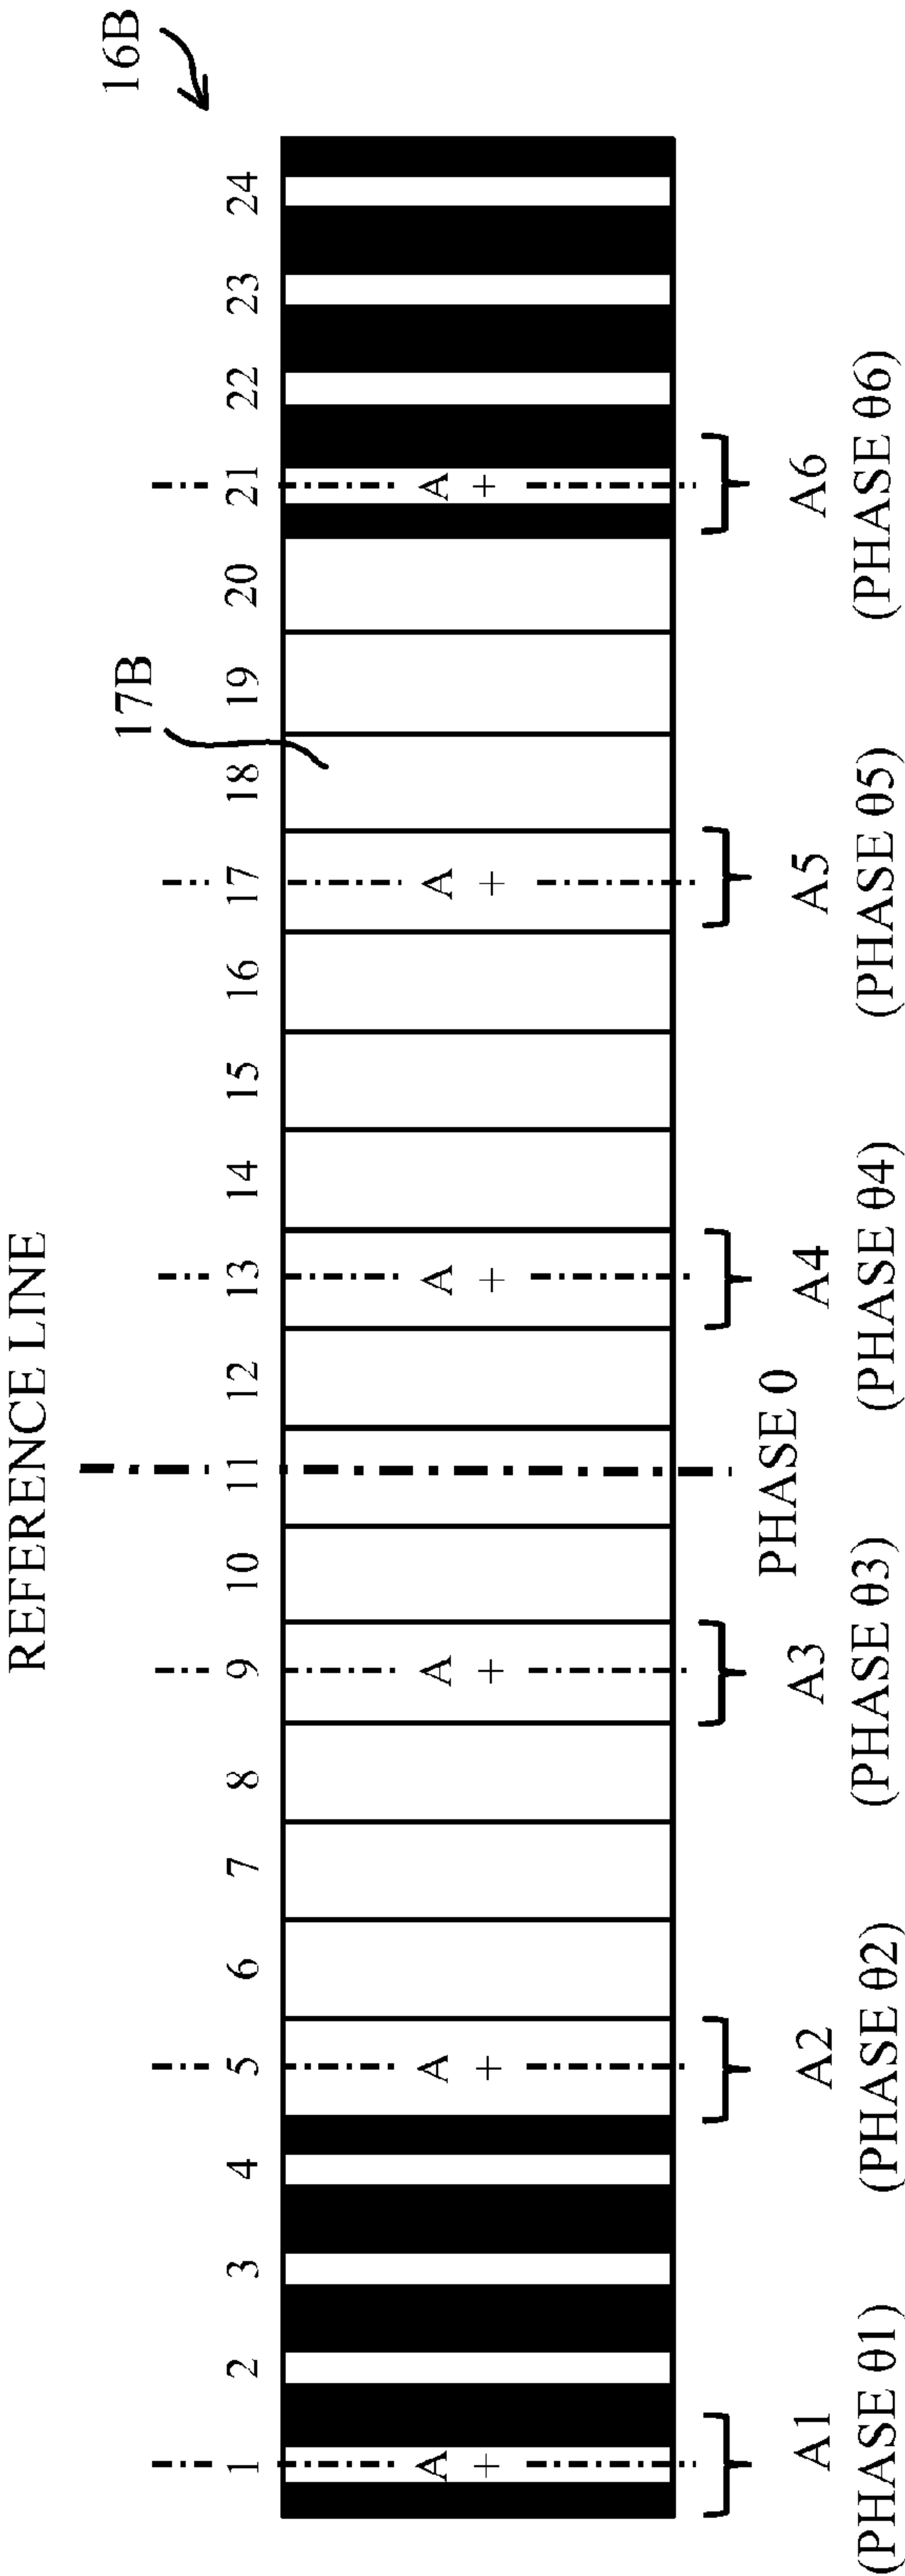 REFERENCE LINE
16B
17B
1 2 3 4 5 6 7 8 9 10 11 12 13 14 15 16 17 18 19 20 21 22 23 24
A A A A A A
+ + + + + +
PHASE 0
A1 A2 A3 A4 A5 A6
(PHASE θ1) (PHASE θ2) (PHASE θ3) (PHASE θ4) (PHASE θ5) (PHASE θ6)